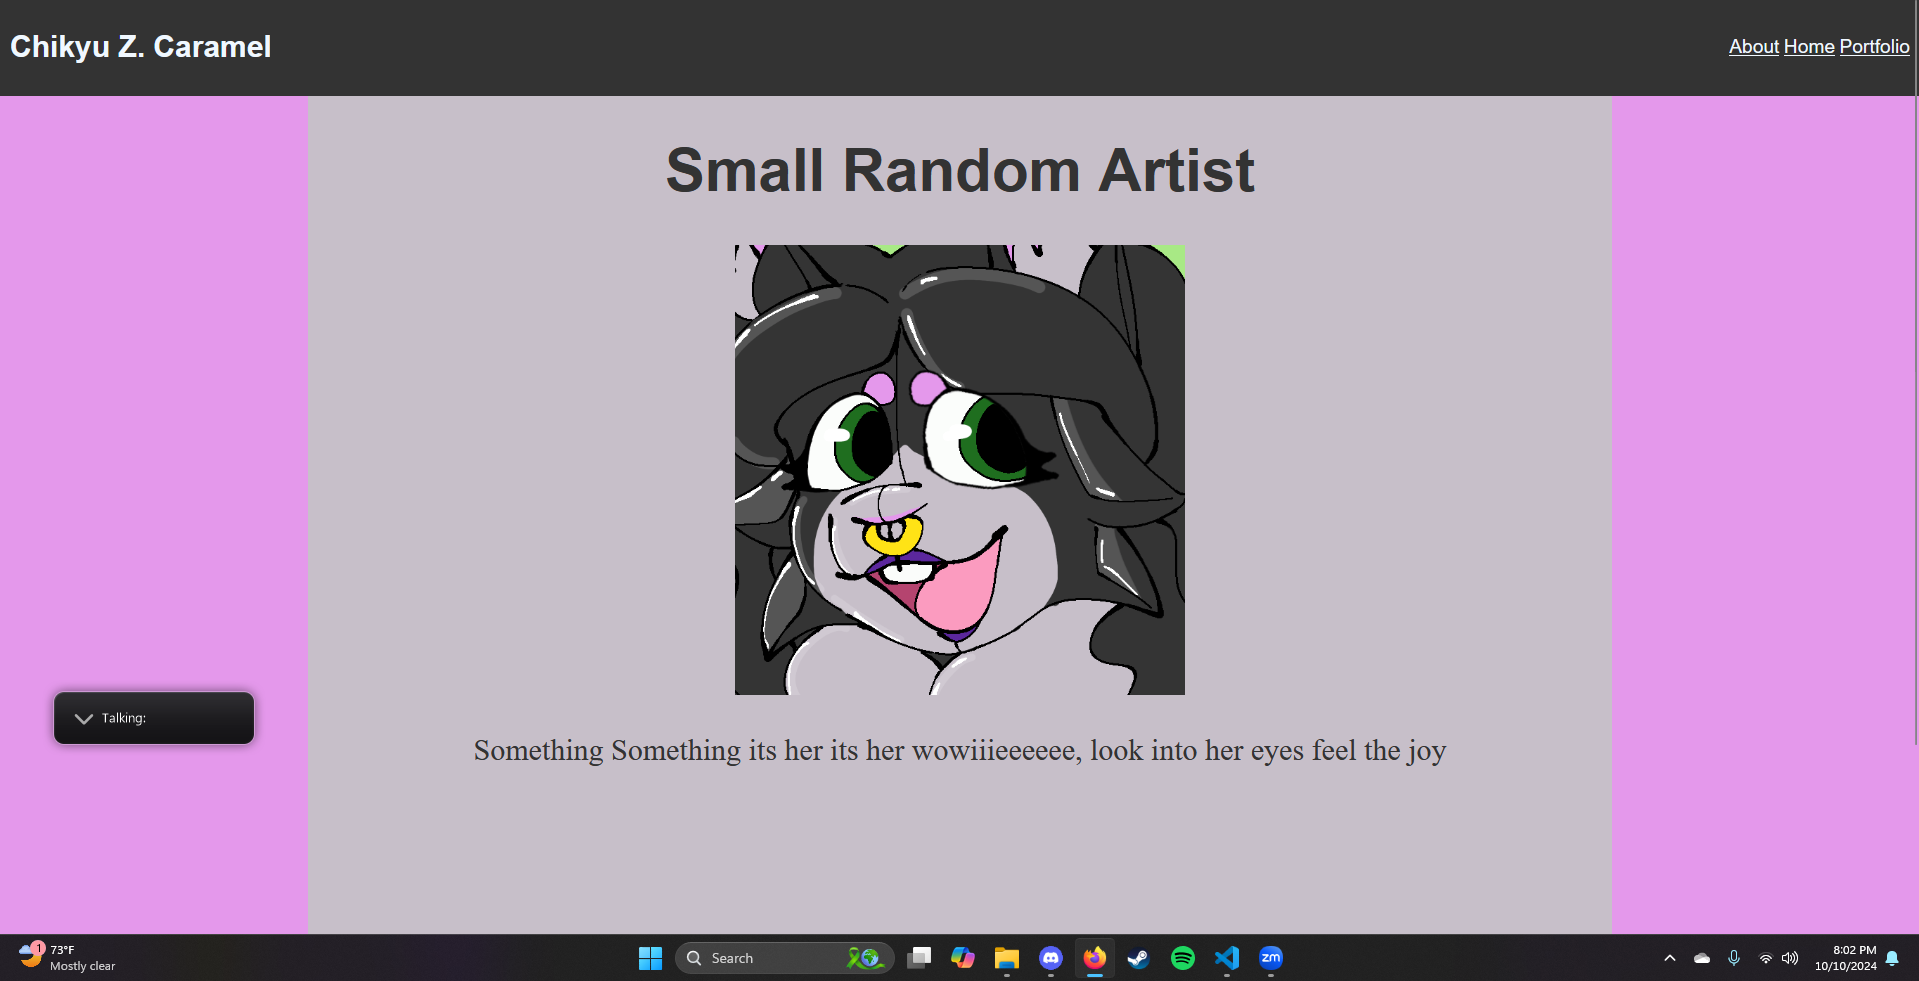 Chikyu Z. Caramel
About Home Portfolio
Small Random Artist
Talking:
Something Something its her its her wowiiieeeeee, look into her eyes feel the joy
1
73°F
Mostly clear
Search
zm
8:02 PM
10/10/2024